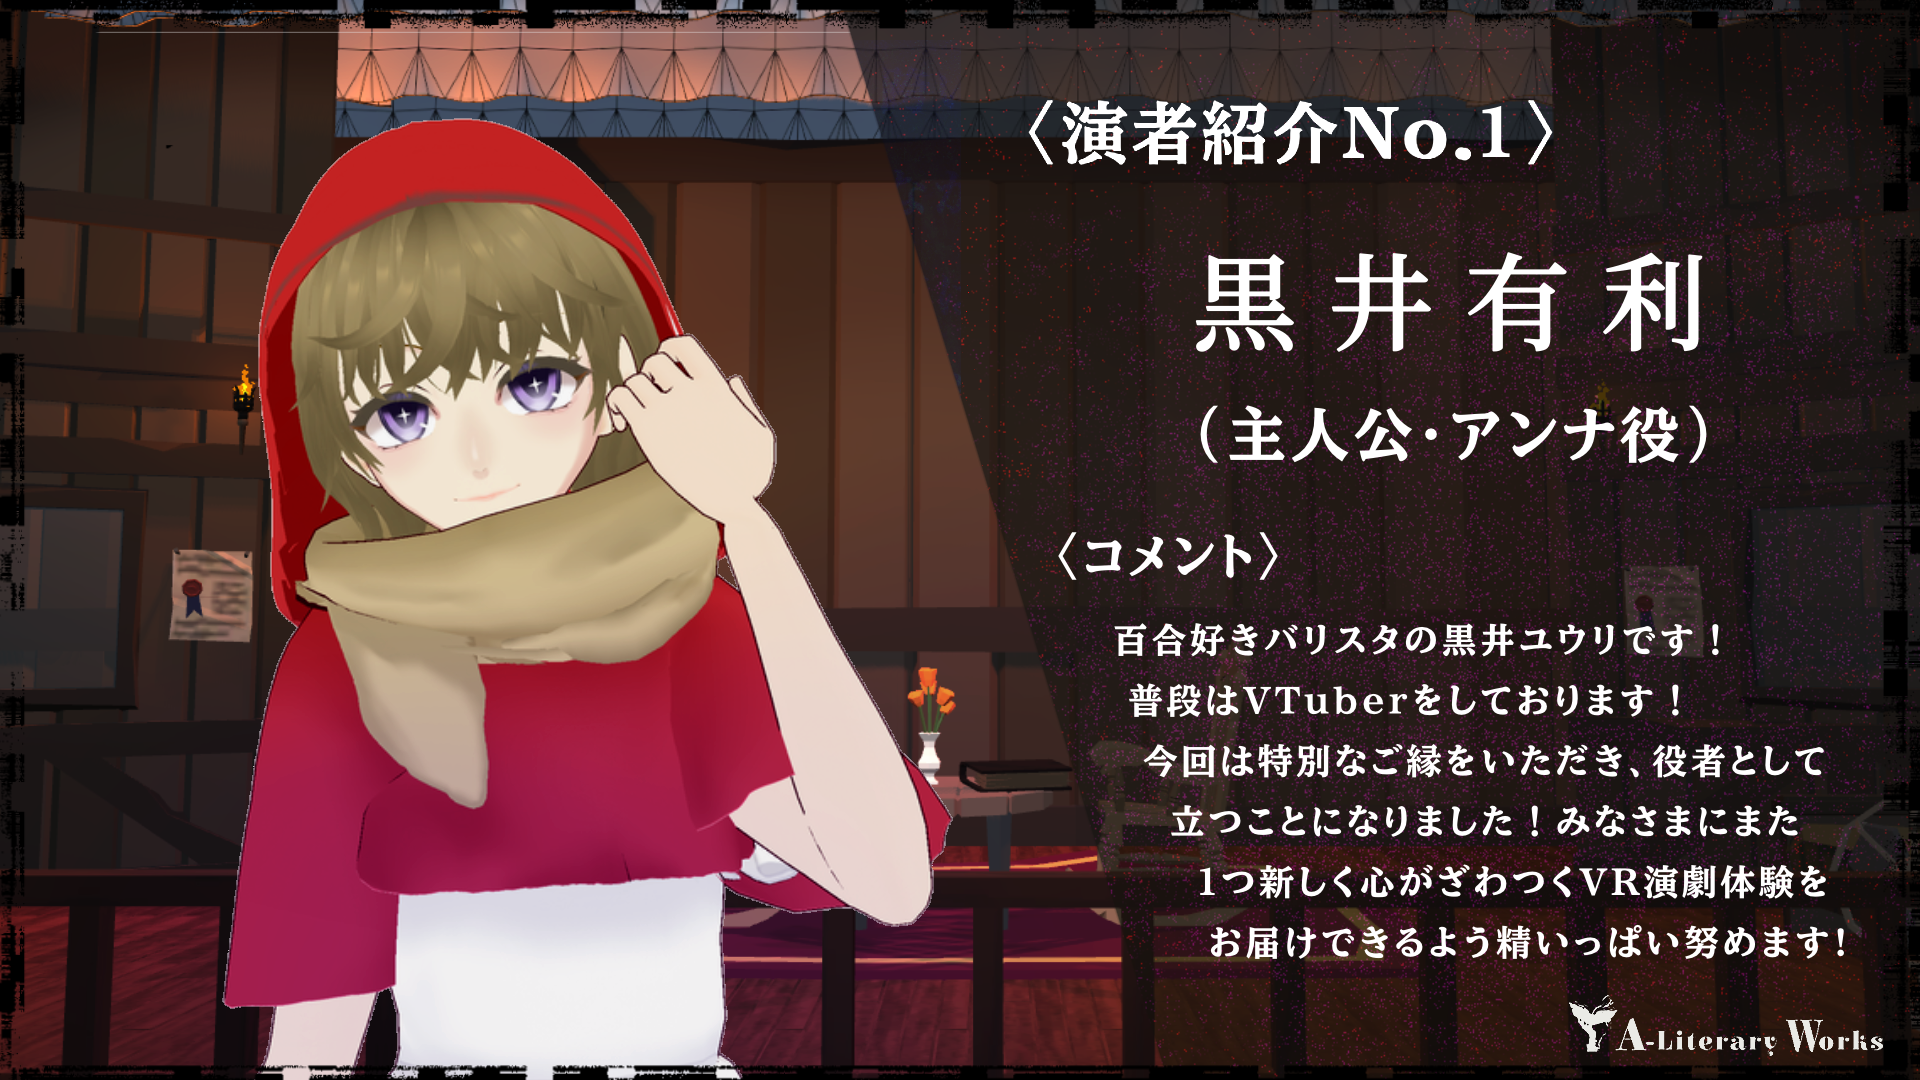 〈演者紹介No.1〉
黒井有利
（主人公・アンナ役）
〈コメント〉
百合好きバリスタの黒井ユウリです！
普段はVTuberをしております！
今回は特別なご縁をいただき、役者として
立つことになりました！みなさまにまた
1つ新しく心がざわつくVR演劇体験を
お届けできるよう精いっぱい努めます!
A-Literary Works